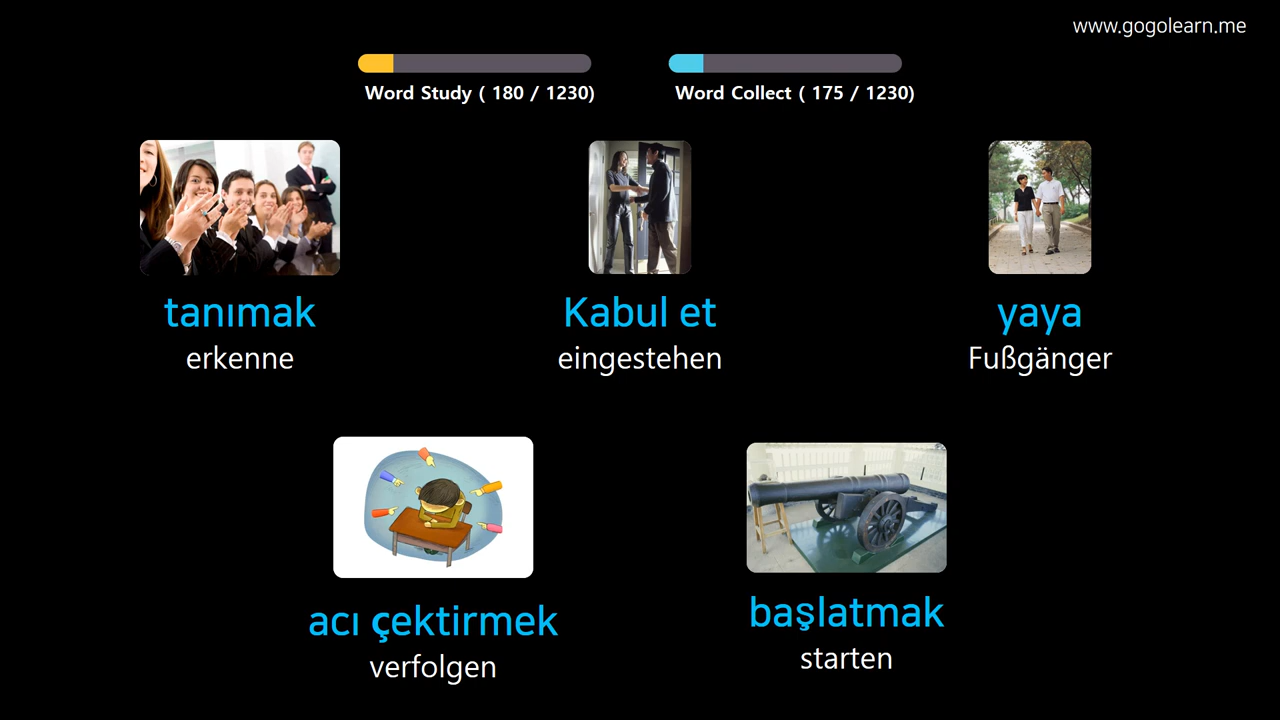 www.gogolearn.me
Word Study ( 180 / 1230)
Word Collect ( 175 / 1230)
tanımak
erkenne
Kabul et
eingestehen
yaya
Fußgänger
acı çektirmek
verfolgen
başlatmak
starten